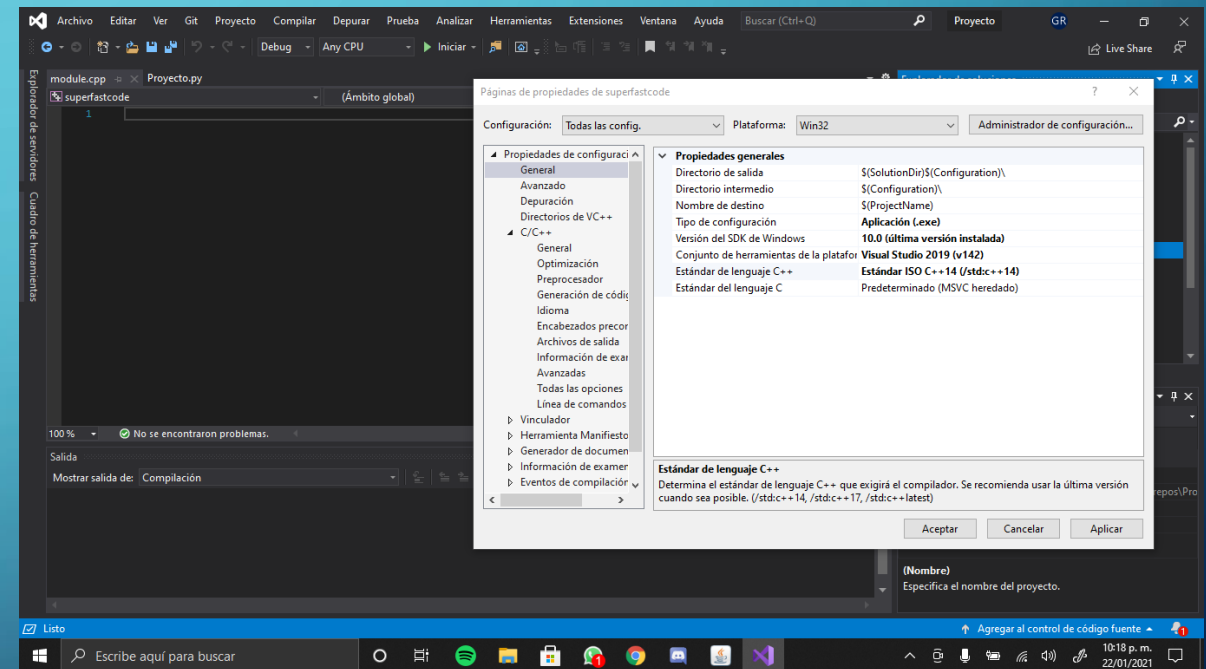 Archivo Editar Ver Git Proyecto Compilar Depurar Prueba Analizar Herramientas Extensiones Ventana Ayuda Buscar (Ctrl+Q) Proyecto GR
Debug Any CPU Iniciar Live Share
Explorador de servidores
Cuadro de herramientas
module.cpp Proyecto.py
superfastcode (Ámbito global)
1
100 % No se encontraron problemas.
Salida
Mostrar salida de: Compilación
Páginas de propiedades de superfastcode ?
Configuración: Todas las config. Plataforma: Win32 Administrador de configuración...
Propiedades de configuraci
General
Avanzado
Depuración
Directorios de VC++
C/C++
General
Optimización
Preprocesador
Generación de códig
Idioma
Encabezados precor
Archivos de salida
Información de exar
Avanzadas
Todas las opciones
Línea de comandos
Vinculador
Herramienta Manifiesto
Generador de documen
Información de examer
Eventos de compilación
Propiedades generales
Directorio de salida $(SolutionDir)$(Configuration)\
Directorio intermedio $(Configuration)\
Nombre de destino $(ProjectName)
Tipo de configuración Aplicación (.exe)
Versión del SDK de Windows 10.0 (última versión instalada)
Conjunto de herramientas de la platafor Visual Studio 2019 (v142)
Estándar de lenguaje C++ Estándar ISO C++14 (/std:c++14)
Estándar del lenguaje C Predeterminado (MSVC heredado)
Estándar de lenguaje C++
Determina el estándar de lenguaje C++ que exigirá el compilador. Se recomienda usar la última versión
cuando sea posible. (/std:c++14, /std:c++17, /std:c++latest)
Aceptar Cancelar Aplicar
repos\Pro
(Nombre)
Especifica el nombre del proyecto.
Listo Agregar al control de código fuente 1
Escribe aquí para buscar
10:18 p. m.
22/01/2021